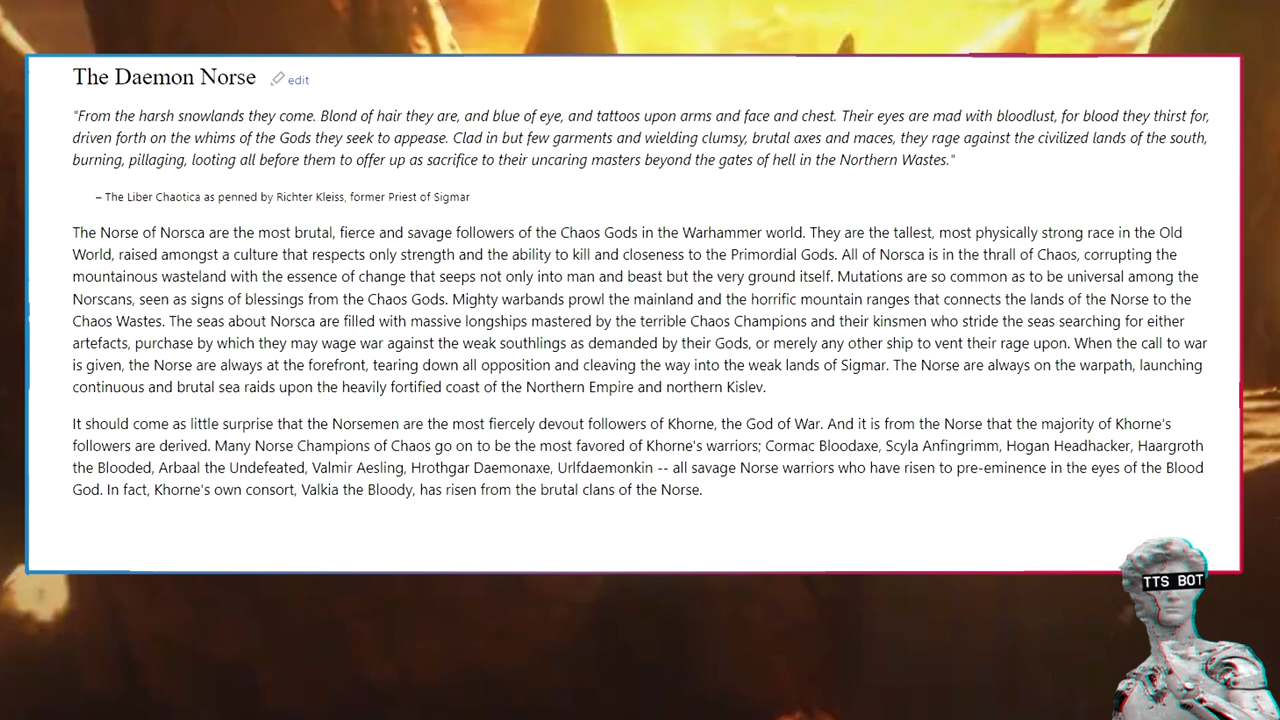 The Daemon Norse edit
"From the harsh snowlands they come. Blond of hair they are, and blue of eye, and tattoos upon arms and face and chest. Their eyes are mad with bloodlust, for blood they thirst for,
driven forth on the whims of the Gods they seek to appease. Clad in but few garments and wielding clumsy, brutal axes and maces, they rage against the civilized lands of the south,
burning, pillaging, looting all before them to offer up as sacrifice to their uncaring masters beyond the gates of hell in the Northern Wastes."
– The Liber Chaotica as penned by Richter Kleiss, former Priest of Sigmar
The Norse of Norsca are the most brutal, fierce and savage followers of the Chaos Gods in the Warhammer world. They are the tallest, most physically strong race in the Old
World, raised amongst a culture that respects only strength and the ability to kill and closeness to the Primordial Gods. All of Norsca is in the thrall of Chaos, corrupting the
mountainous wasteland with the essence of change that seeps not only into man and beast but the very ground itself. Mutations are so common as to be universal among the
Norscans, seen as signs of blessings from the Chaos Gods. Mighty warbands prowl the mainland and the horrific mountain ranges that connects the lands of the Norse to the
Chaos Wastes. The seas about Norsca are filled with massive longships mastered by the terrible Chaos Champions and their kinsmen who stride the seas searching for either
artefacts, purchase by which they may wage war against the weak southlings as demanded by their Gods, or merely any other ship to vent their rage upon. When the call to war
is given, the Norse are always at the forefront, tearing down all opposition and cleaving the way into the weak lands of Sigmar. The Norse are always on the warpath, launching
continuous and brutal sea raids upon the heavily fortified coast of the Northern Empire and northern Kislev.
It should come as little surprise that the Norsemen are the most fiercely devout followers of Khorne, the God of War. And it is from the Norse that the majority of Khorne's
followers are derived. Many Norse Champions of Chaos go on to be the most favored of Khorne's warriors; Cormac Bloodaxe, Scyla Anfingrimm, Hogan Headhacker, Haargroth
the Blooded, Arbaal the Undefeated, Valmir Aesling, Hrothgar Daemonaxe, Urlfdaemonkin -- all savage Norse warriors who have risen to pre-eminence in the eyes of the Blood
God. In fact, Khorne's own consort, Valkia the Bloody, has risen from the brutal clans of the Norse.
TTS BOT